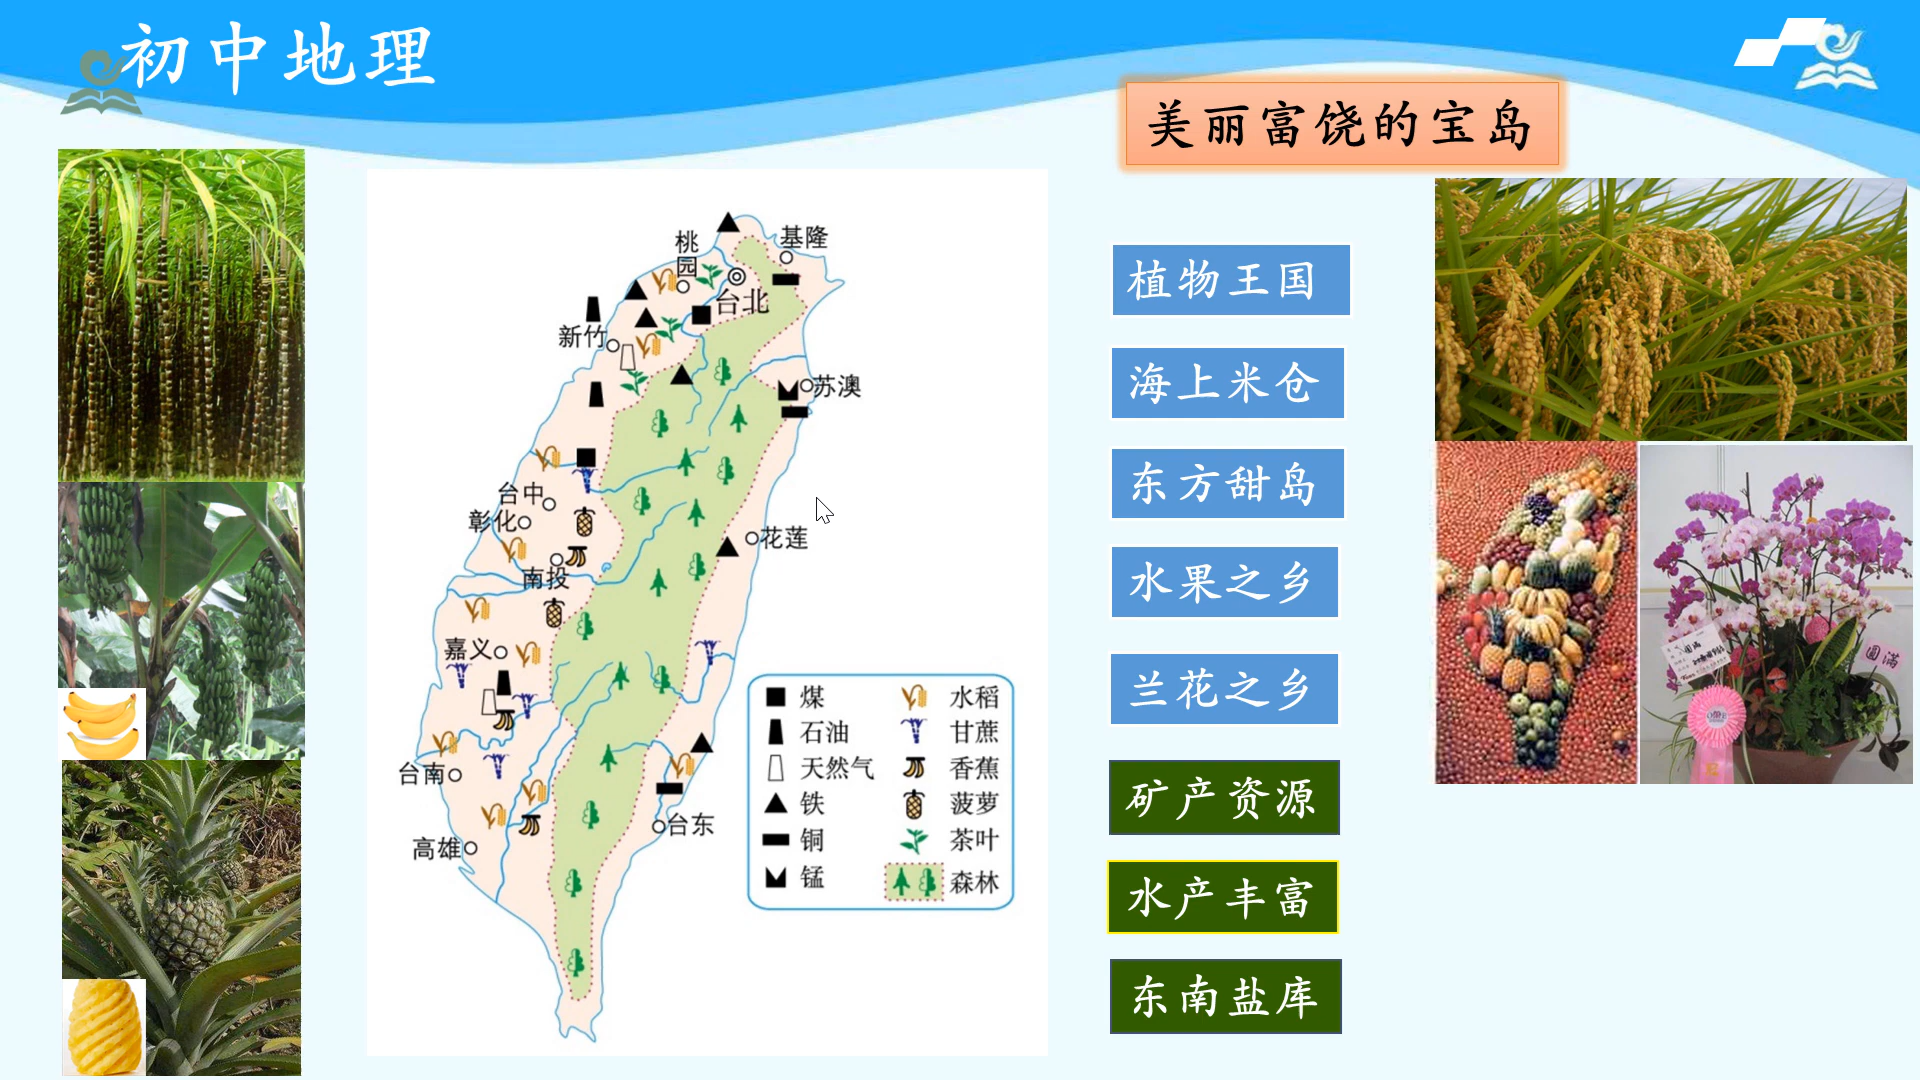 初中地理
美丽富饶的宝岛
植物王国
海上米仓
东方甜岛
水果之乡
兰花之乡
矿产资源
水产丰富
东南盐库
桃园
基隆
台北
新竹
苏澳
台中
彰化
花莲
南投
嘉义
台南
台东
高雄
煤
水稻
石油
甘蔗
天然气
香蕉
铁
菠萝
铜
茶叶
锰
森林
圆满
圆满